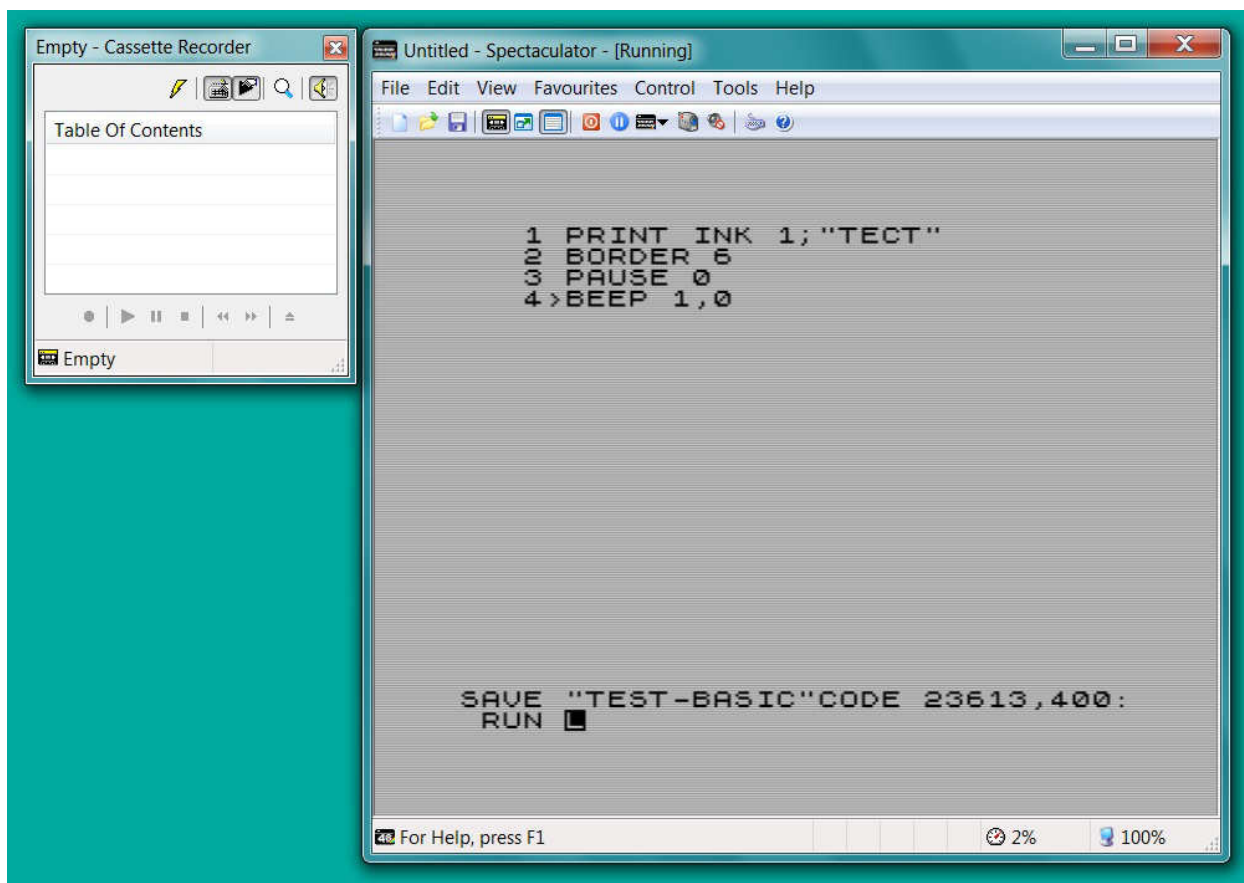 Empty - Cassette Recorder
Table Of Contents
Empty
Untitled - Spectaculator - [Running]
File Edit View Favourites Control Tools Help
1 PRINT INK 1;"TECT"
2 BORDER 6
3 PAUSE 0
4>BEEP 1,0
SAVE "TEST-BASIC"CODE 23613,400:
RUN L
For Help, press F1
2%
100%